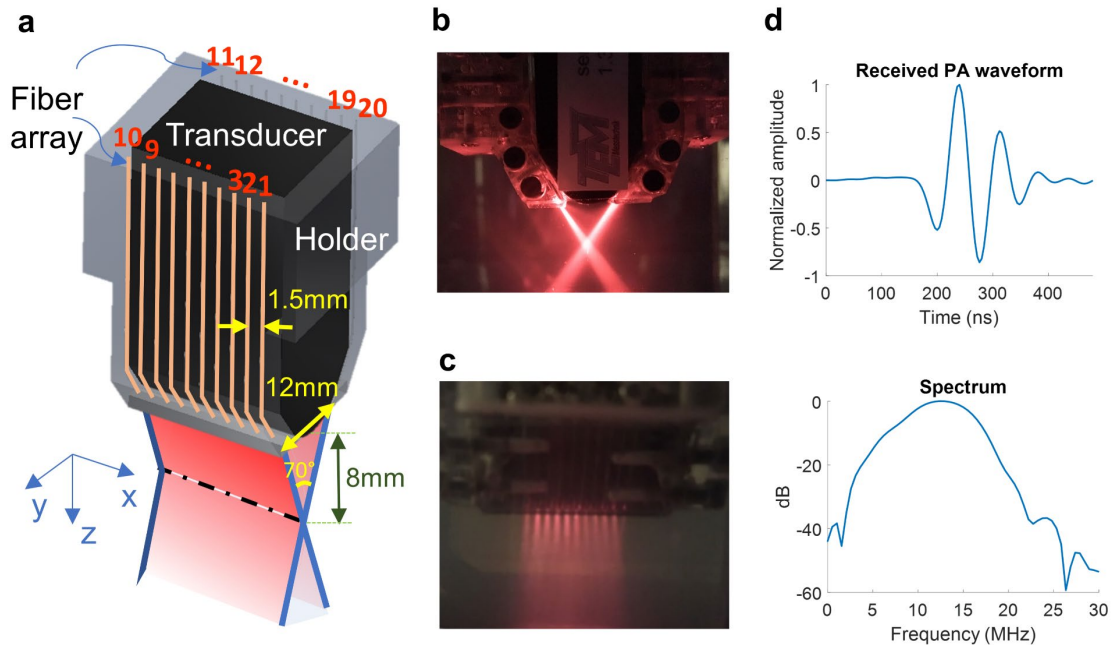 a
11
12
...
19
20
Fiber
array
10
9
...
3
2
1
Transducer
Holder
1.5mm
12mm
70°
8mm
y
x
z
b
TEM
c
d
Received PA waveform
Normalized amplitude
1
0.5
0
-0.5
-1
0 100 200 300 400
Time (ns)
Spectrum
dB
0
-20
-40
-60
0 5 10 15 20 25 30
Frequency (MHz)